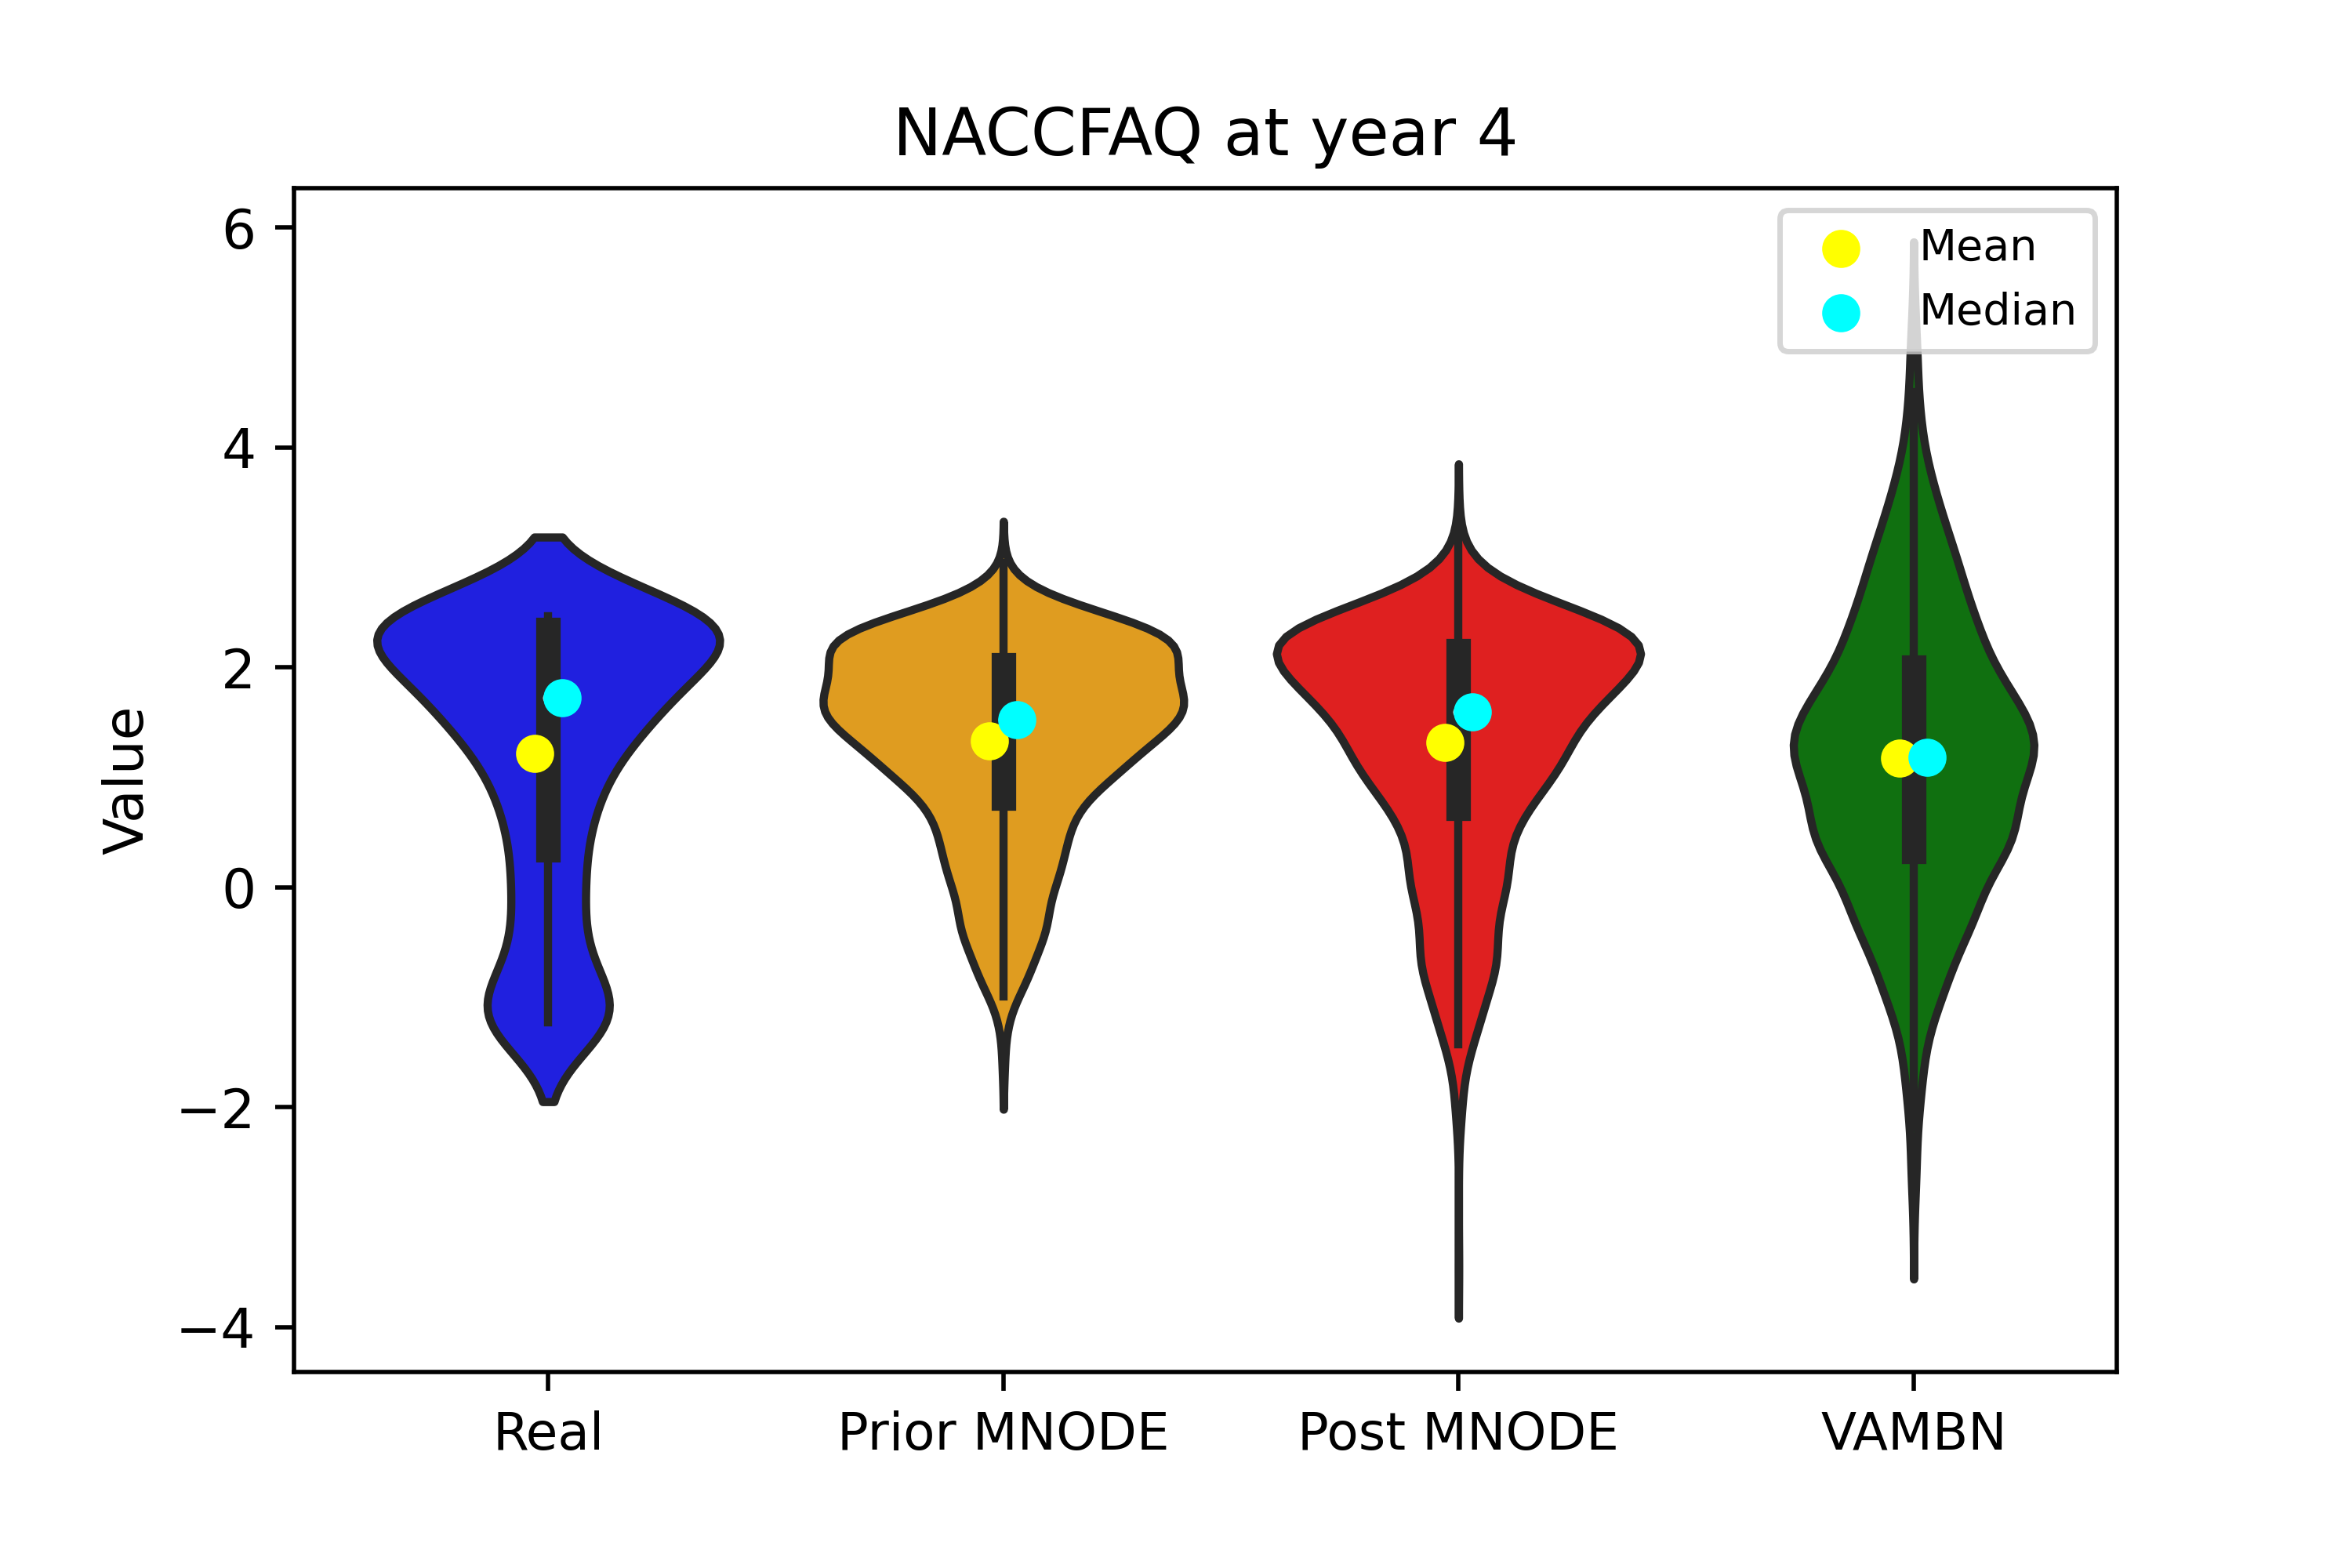 NACCFAQ at year 4
Mean
Median
Value
6
4
2
0
−2
−4
Real
Prior MNODE
Post MNODE
VAMBN